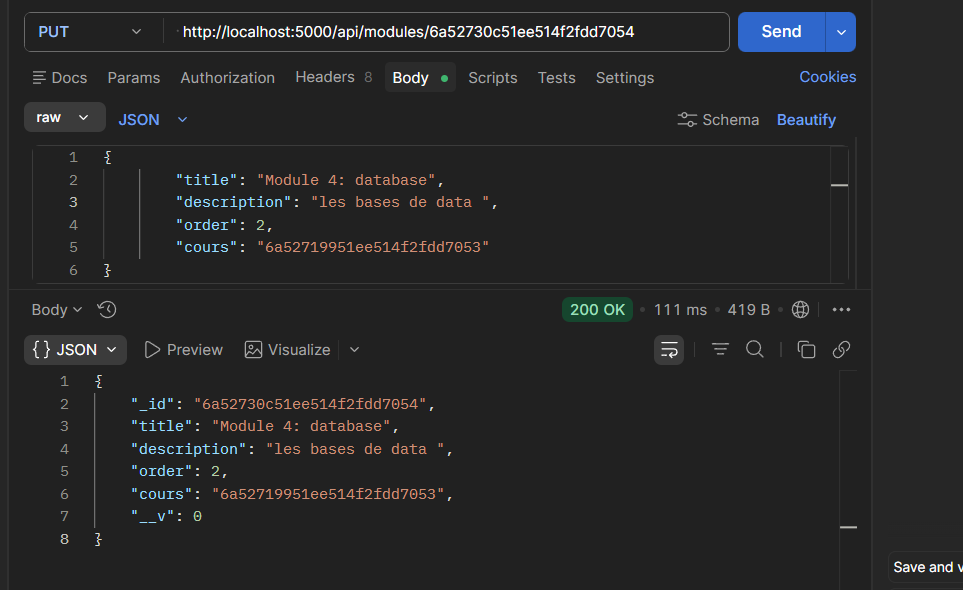 PUT http://localhost:5000/api/modules/6a52730c51ee514f2fdd7054 Send
Docs Params Authorization Headers 8 Body Scripts Tests Settings Cookies
raw JSON Schema Beautify
1 {
2 "title": "Module 4: database",
3 "description": "les bases de data ",
4 "order": 2,
5 "cours": "6a52719951ee514f2fdd7053"
6 }
Body 200 OK • 111 ms • 419 B •
{ } JSON Preview Visualize
1 {
2 "_id": "6a52730c51ee514f2fdd7054",
3 "title": "Module 4: database",
4 "description": "les bases de data ",
5 "order": 2,
6 "cours": "6a52719951ee514f2fdd7053",
7 "__v": 0
8 }
Save and v